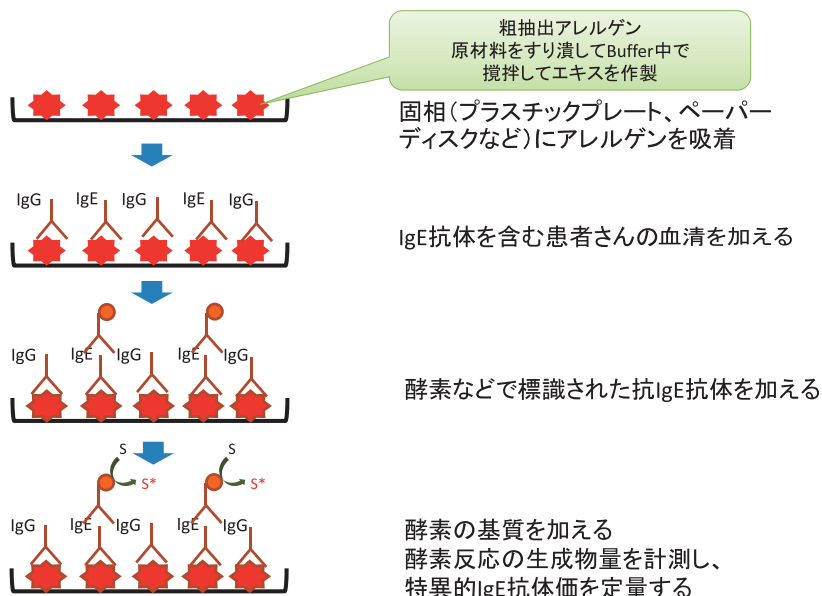 粗抽出アレルゲン
原材料をすり潰してBuffer中で
撹拌してエキスを作製
固相(プラスチックプレート、ペーパー
ディスクなど)にアレルゲンを吸着
IgG IgE IgG IgE IgG
IgE抗体を含む患者さんの血清を加える
IgG IgE IgG IgE IgG
酵素などで標識された抗IgE抗体を加える
S S
S* S*
IgG IgE IgG IgE IgG
酵素の基質を加える
酵素反応の生成物量を計測し、
特異的IgE抗体価を定量する